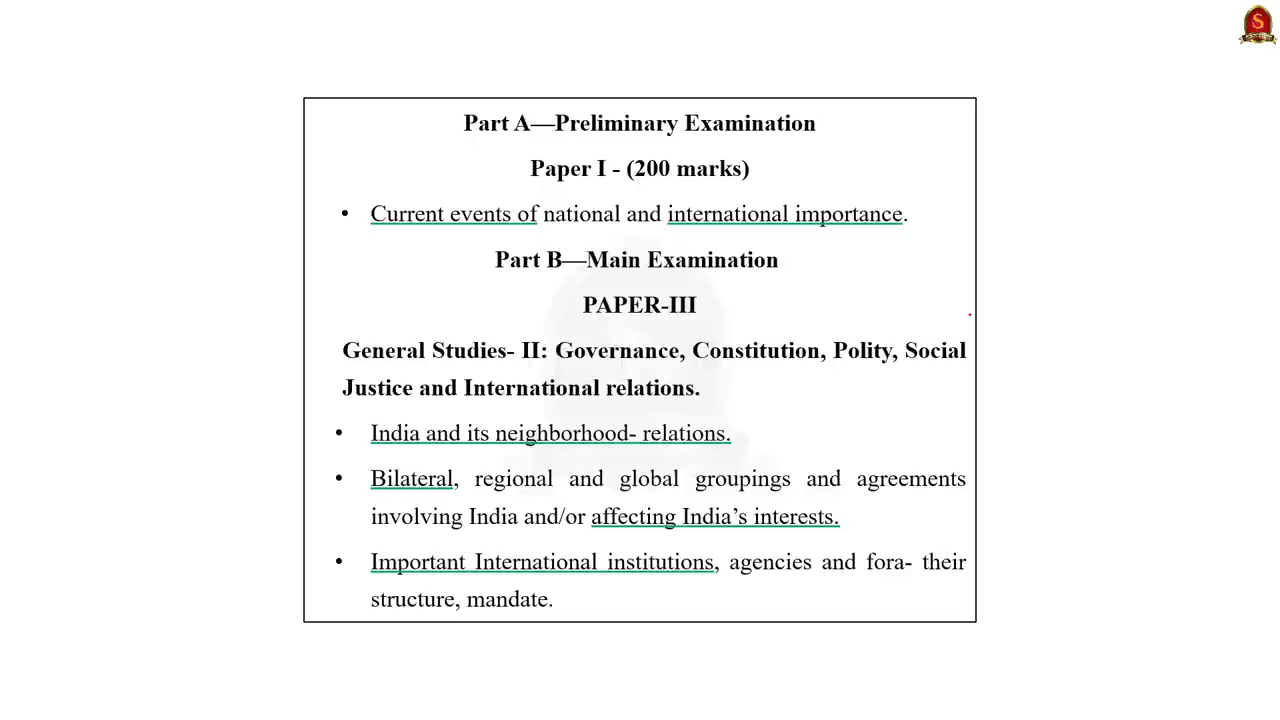 Part A—Preliminary Examination
Paper I - (200 marks)
• Current events of national and international importance.
Part B—Main Examination
PAPER-III
General Studies- II: Governance, Constitution, Polity, Social
Justice and International relations.
• India and its neighborhood- relations.
• Bilateral, regional and global groupings and agreements
involving India and/or affecting India's interests.
• Important International institutions, agencies and fora- their
structure, mandate.